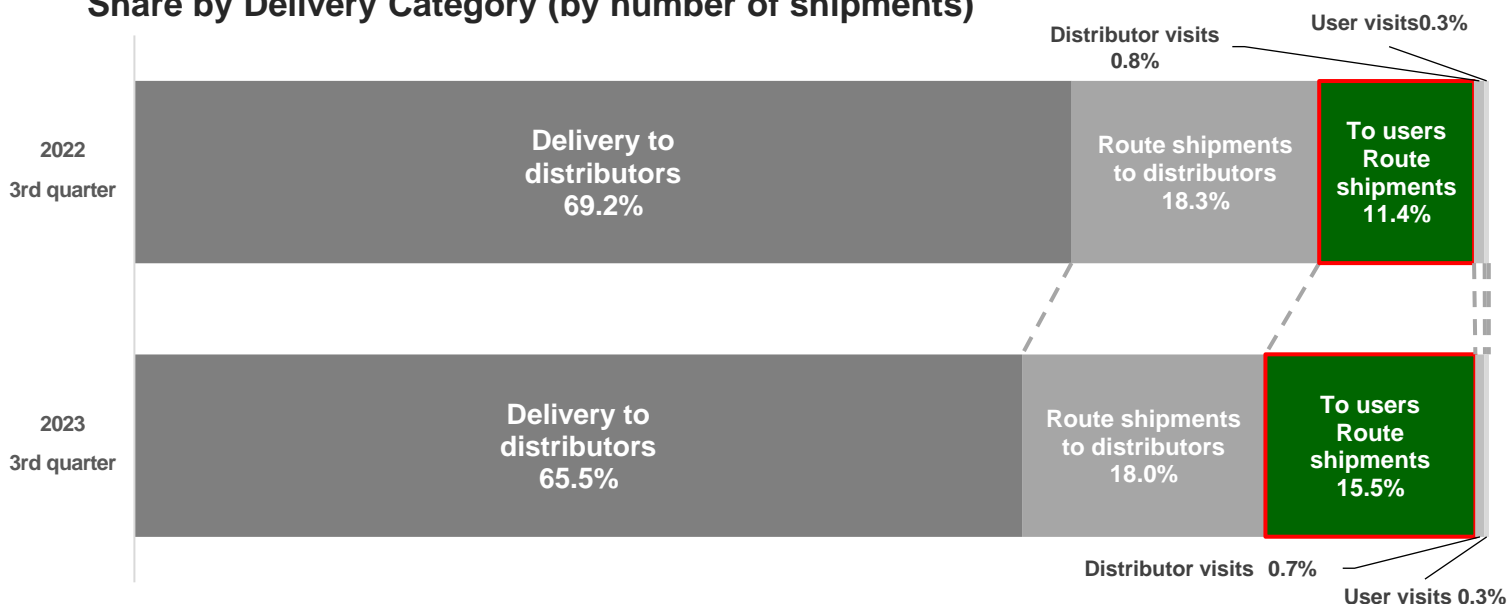 Share by Delivery Category (by number of shipments)
User visits0.3%
Distributor visits
0.8%
2022
3rd quarter
Delivery to
distributors
69.2%
Route shipments
to distributors
18.3%
To users
Route
shipments
11.4%
2023
3rd quarter
Delivery to
distributors
65.5%
Route shipments
to distributors
18.0%
To users
Route
shipments
15.5%
Distributor visits 0.7%
User visits 0.3%